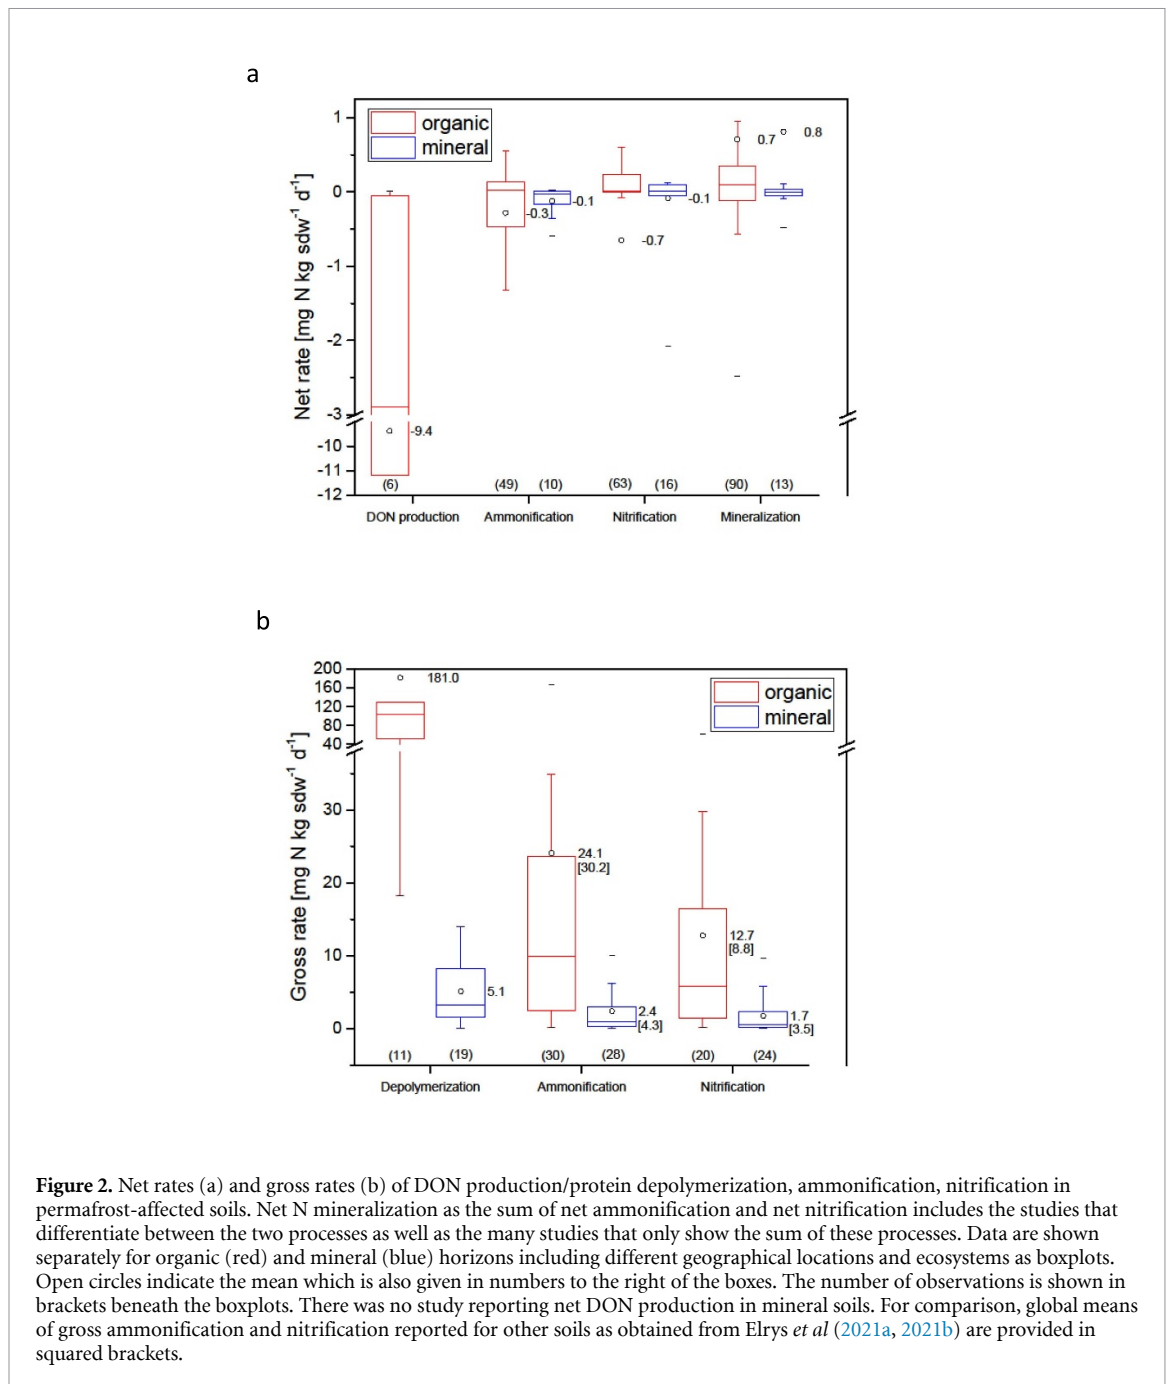 a
organic
mineral
Net rate [mg N kg sdw⁻¹ d⁻¹]
1
0
-1
-2
-3
-10
-11
-12
-9.4
-0.3
-0.1
-0.7
-0.1
0.7
0.8
(6) (49) (10) (63) (16) (90) (13)
DON production Ammonification Nitrification Mineralization
b
organic
mineral
Gross rate [mg N kg sdw⁻¹ d⁻¹]
200
160
120
80
40
30
20
10
0
181.0
5.1
24.1
[30.2]
2.4
[4.3]
12.7
[8.8]
1.7
[3.5]
(11) (19) (30) (28) (20) (24)
Depolymerization Ammonification Nitrification
Figure 2. Net rates (a) and gross rates (b) of DON production/protein depolymerization, ammonification, nitrification in
permafrost-affected soils. Net N mineralization as the sum of net ammonification and net nitrification includes the studies that
differentiate between the two processes as well as the many studies that only show the sum of these processes. Data are shown
separately for organic (red) and mineral (blue) horizons including different geographical locations and ecosystems as boxplots.
Open circles indicate the mean which is also given in numbers to the right of the boxes. The number of observations is shown in
brackets beneath the boxplots. There was no study reporting net DON production in mineral soils. For comparison, global means
of gross ammonification and nitrification reported for other soils as obtained from Elrys et al (2021a, 2021b) are provided in
squared brackets.